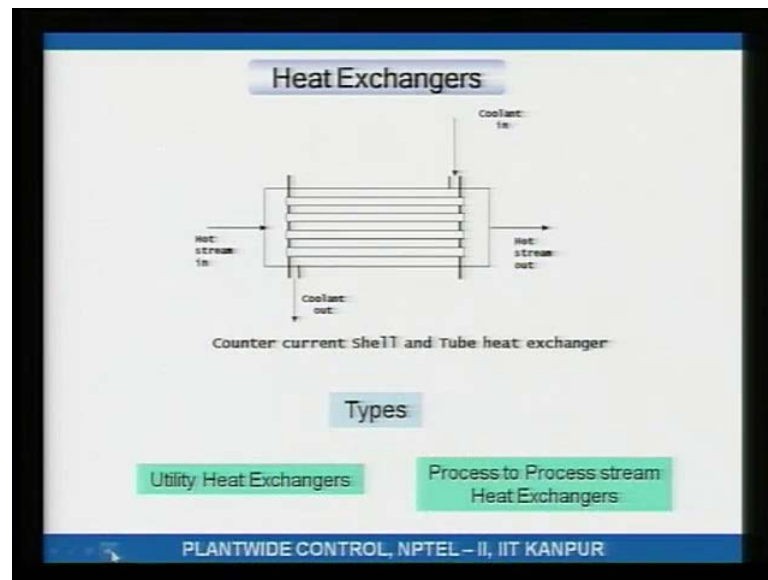 Heat Exchangers
Coolant
in
Hot
stream
in
Hot
stream
out
Coolant
out
Counter current Shell and Tube heat exchanger
Types
Utility Heat Exchangers
Process to Process stream
Heat Exchangers
PLANTWIDE CONTROL, NPTEL – II, IIT KANPUR